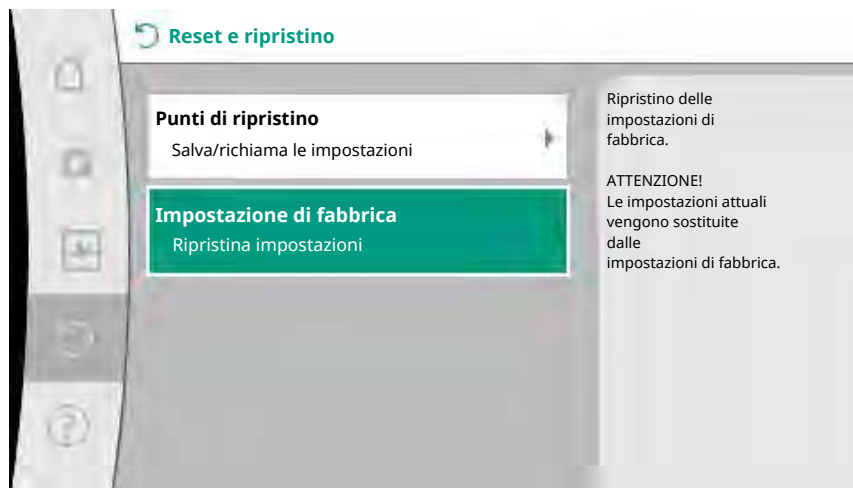 Reset e ripristino
Punti di ripristino
Salva/richiama le impostazioni
Impostazione di fabbrica
Ripristina impostazioni
Ripristino delle
impostazioni di
fabbrica.
ATTENZIONE!
Le impostazioni attuali
vengono sostituite
dalle
impostazioni di fabbrica.